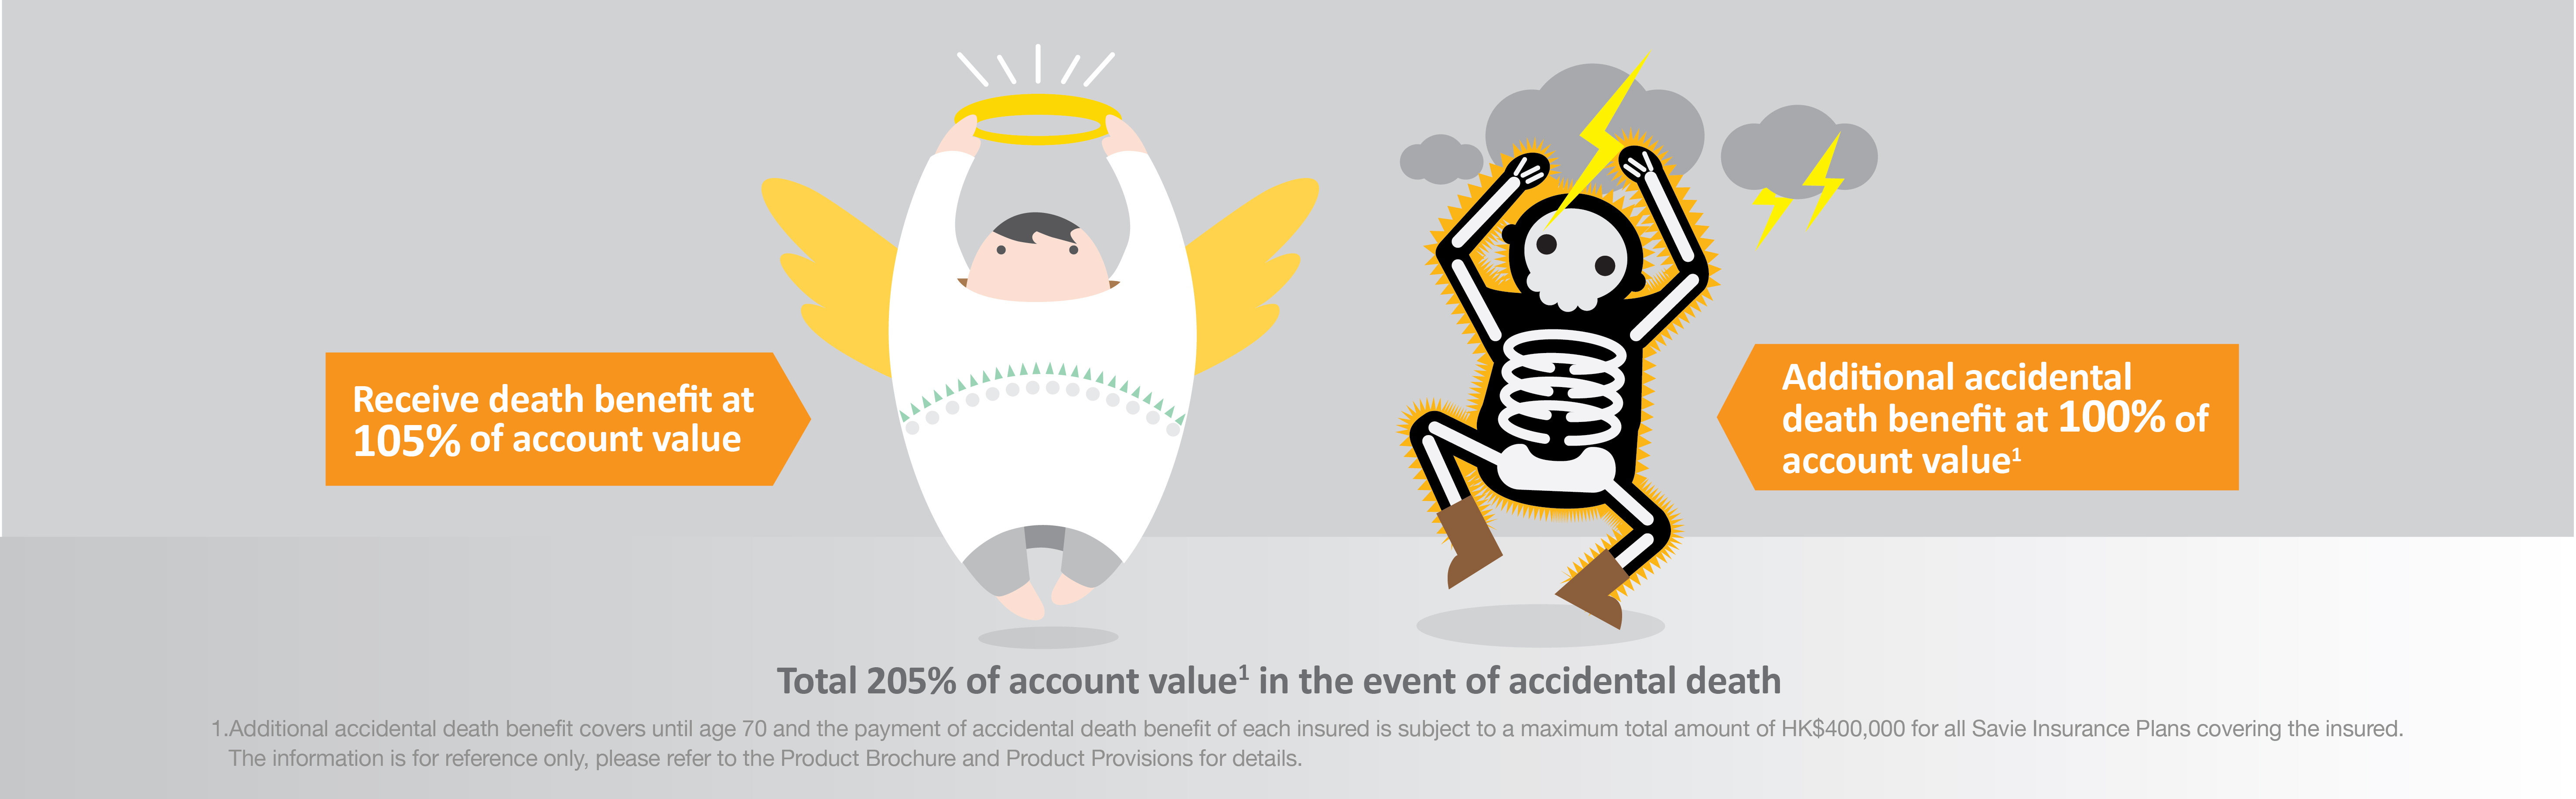 Receive death benefit at
105% of account value
Additional accidental
death benefit at 100% of
account value¹
Total 205% of account value¹ in the event of accidental death
1.Additional accidental death benefit covers until age 70 and the payment of accidental death benefit of each insured is subject to a maximum total amount of HK$400,000 for all Savie Insurance Plans covering the insured.
The information is for reference only, please refer to the Product Brochure and Product Provisions for details.